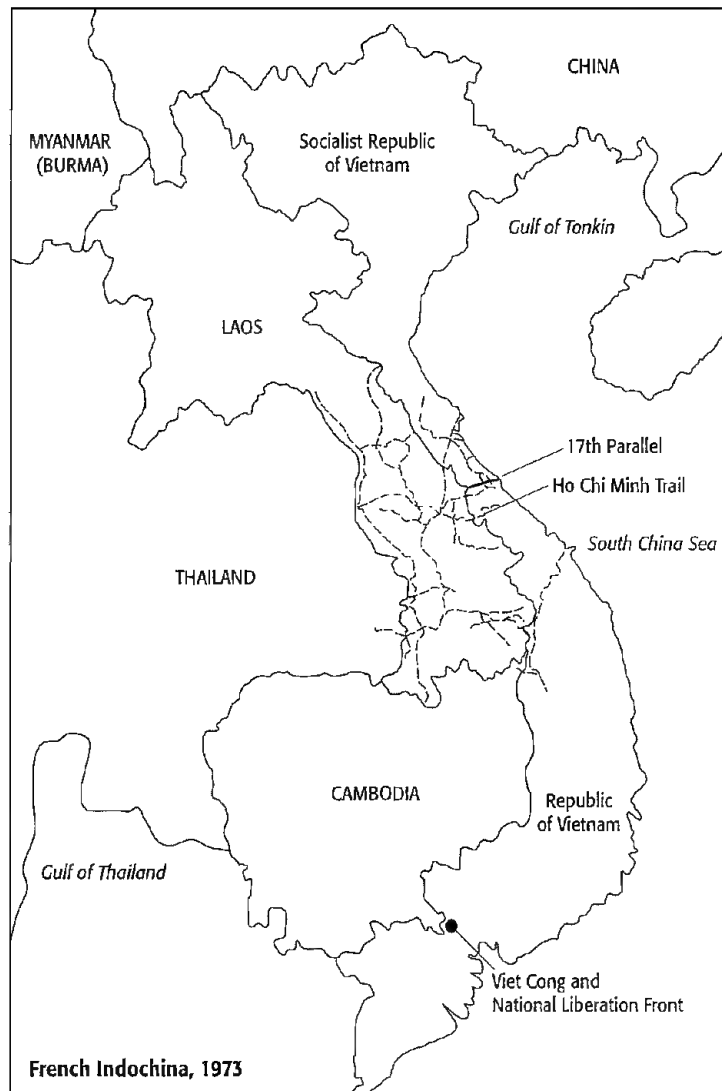 CHINA
MYANMAR
(BURMA)
Socialist Republic
of Vietnam
Gulf of Tonkin
LAOS
17th Parallel
Ho Chi Minh Trail
South China Sea
THAILAND
CAMBODIA
Republic
of Vietnam
Gulf of Thailand
Viet Cong and
National Liberation Front
French Indochina, 1973